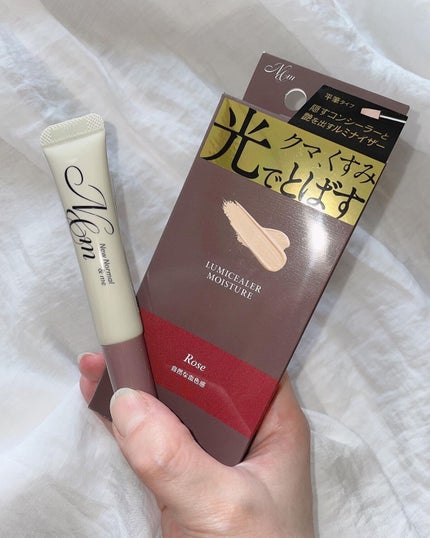 Nm
New Normal
& me
Nm
平筆タイプ
隠すコンシーラーと
艶を出すルミナイザー
クマ、くすみ
光でとばす
LUMICEALER
MOISTURE
Rose
自然な血色感